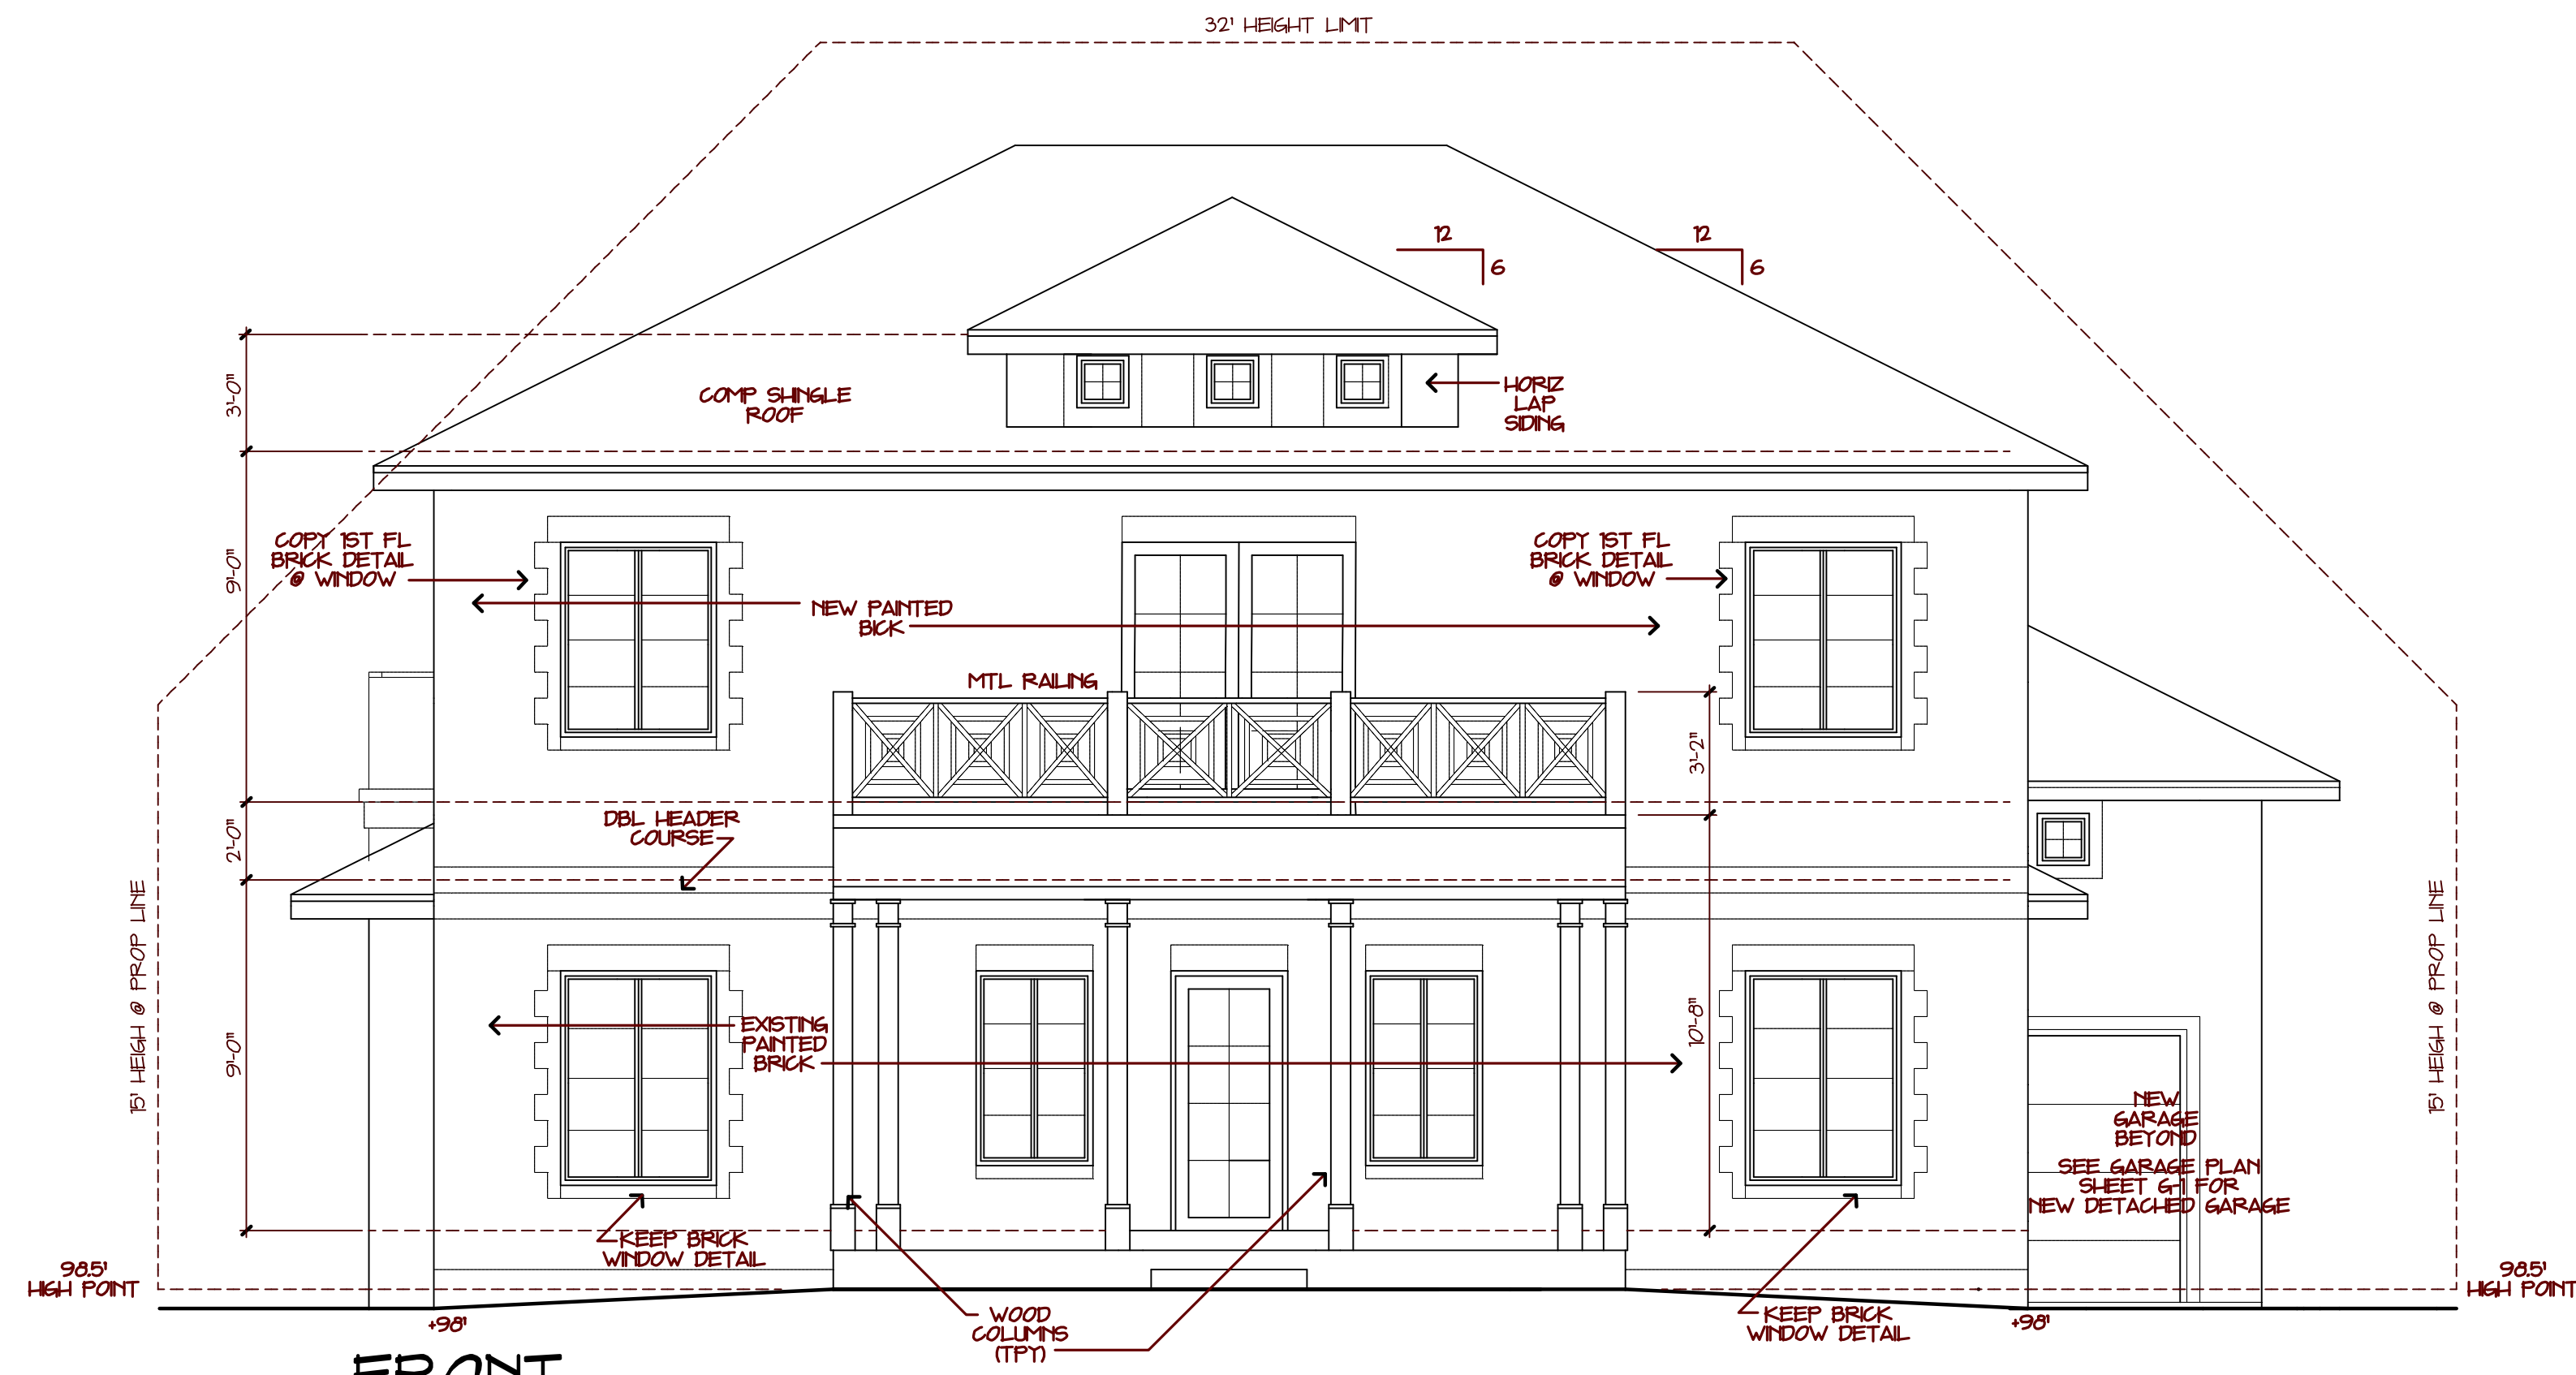 32' HEIGHT LIMIT
12
6
12
6
3'-0"
COMP SHINGLE
ROOF
HORIZ
LAP
SIDING
9'-0"
COPY 1ST FL
BRICK DETAIL
@ WINDOW
COPY 1ST FL
BRICK DETAIL
@ WINDOW
NEW PAINTED
BICK
MTL RAILING
3'-2"
2'-0"
DBL HEADER
COURSE
15' HEIGH @ PROP LINE
15' HEIGH @ PROP LINE
9'-0"
10'-8"
EXISTING
PAINTED
BRICK
NEW
GARAGE
BEYOND
SEE GARAGE PLAN
SHEET G-1 FOR
NEW DETACHED GARAGE
KEEP BRICK
WINDOW DETAIL
98.5'
HIGH POINT
98.5'
HIGH POINT
+98'
WOOD
COLUMNS
(TPY)
KEEP BRICK
WINDOW DETAIL
+98'
FRONT